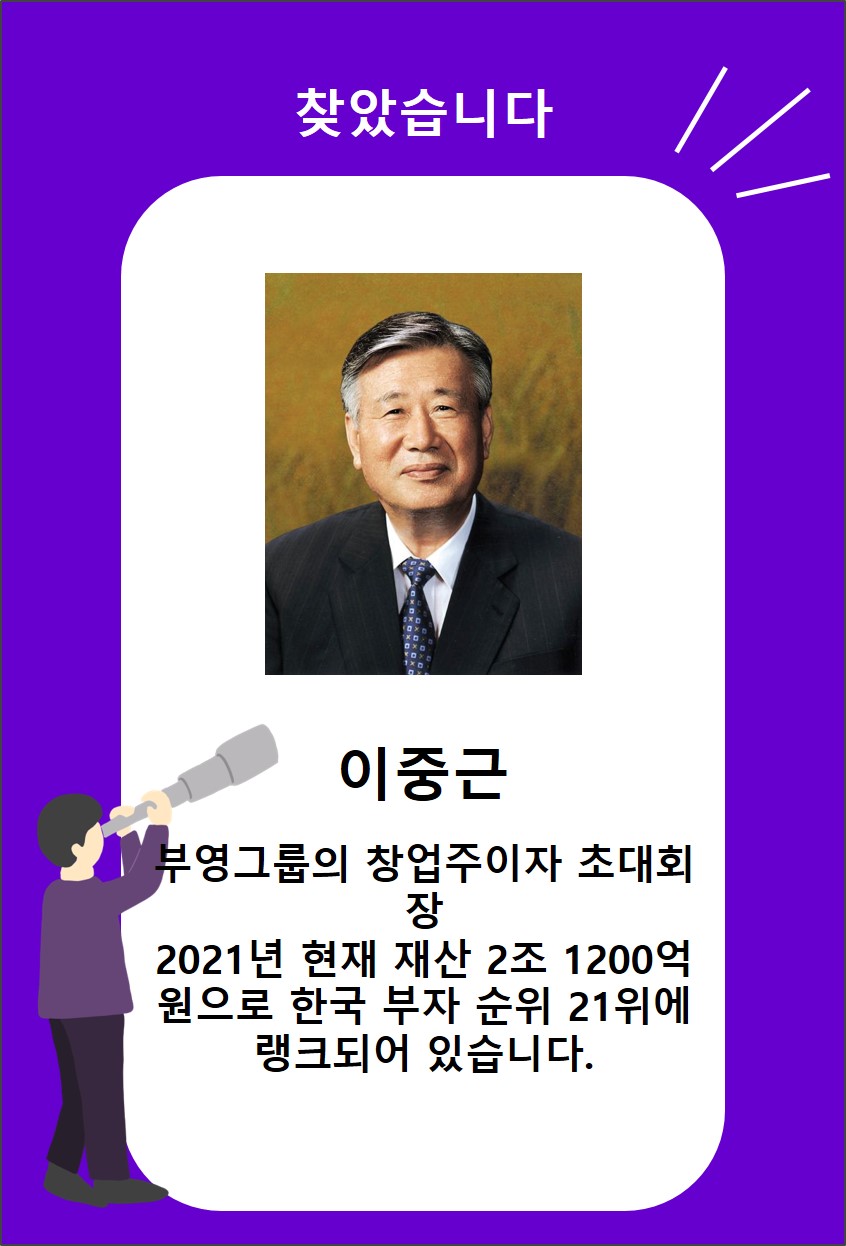 찾았습니다
이중근
부영그룹의 창업주이자 초대회
장
2021년 현재 재산 2조 1200억
원으로 한국 부자 순위 21위에
랭크되어 있습니다.